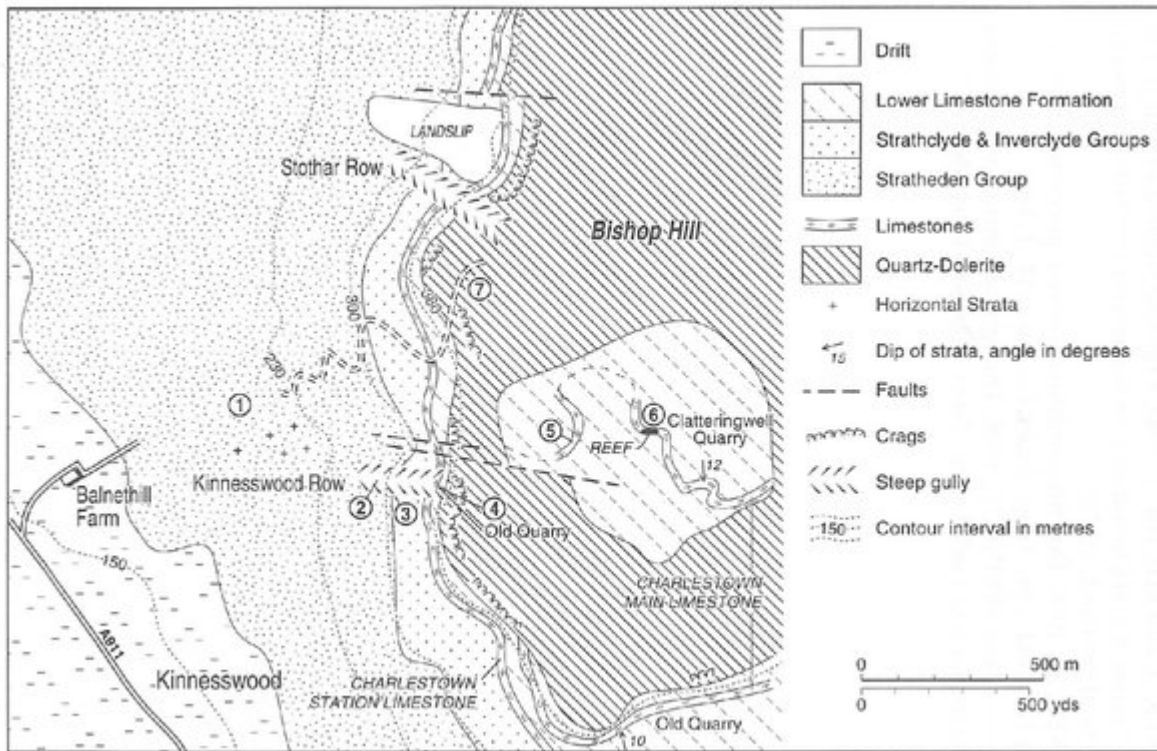 LANDSLIP
Stothar Row
Bishop Hill
300
7
230
1
5
6
Clatteringwell
Quarry
REEF
12
Balnethill
Farm
Kinnesswood Row
2
3
4
Old Quarry
150
A911
Kinnesswood
CHARLESTOWN
MAIN LIMESTONE
CHARLESTOWN
STATION LIMESTONE
Old Quarry
10
Drift
Lower Limestone Formation
Strathclyde & Inverclyde Groups
Stratheden Group
Limestones
Quartz-Dolerite
Horizontal Strata
15 Dip of strata, angle in degrees
Faults
Crags
Steep gully
150 Contour interval in metres
0 500 m
0 500 yds